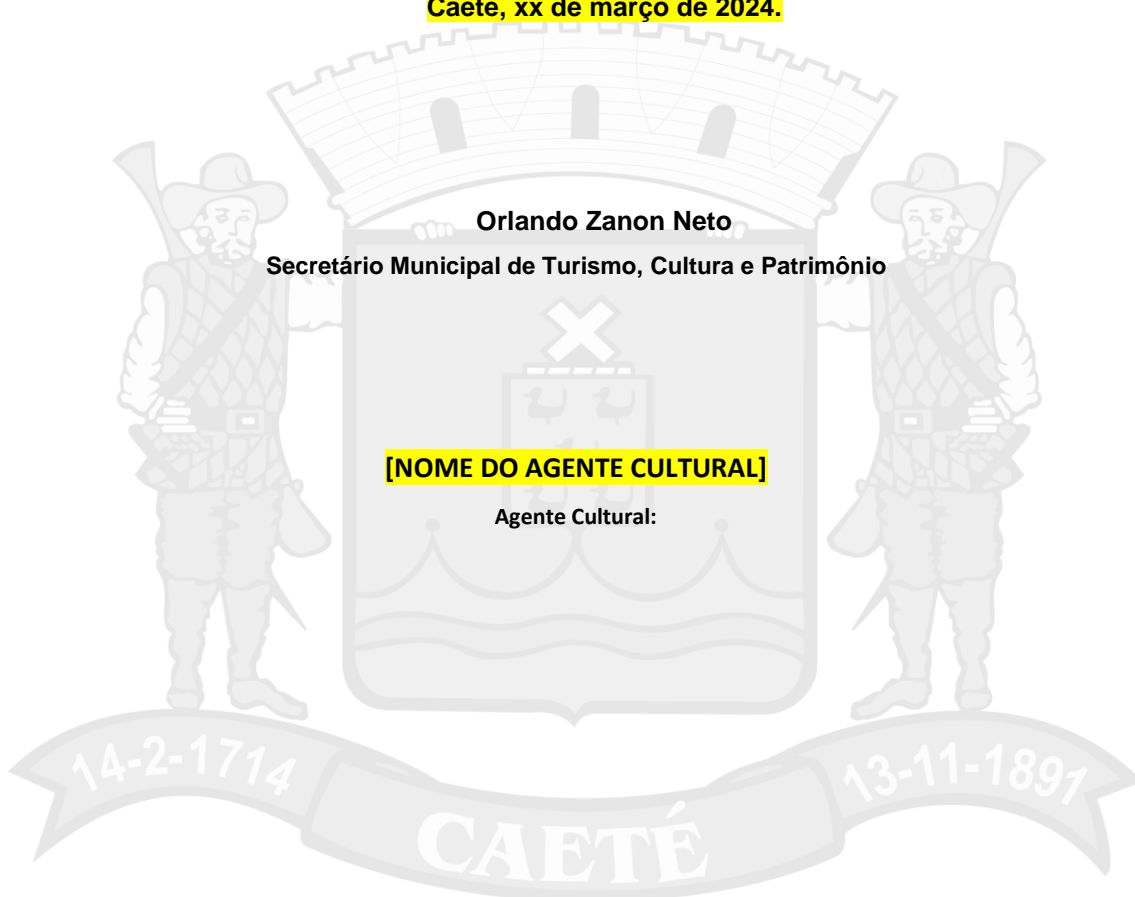 Caeté, xx de março de 2024.
Orlando Zanon Neto
Secretário Municipal de Turismo, Cultura e Patrimônio
[NOME DO AGENTE CULTURAL]
Agente Cultural:
14-2-1714
13-11-1891
CAETÉ